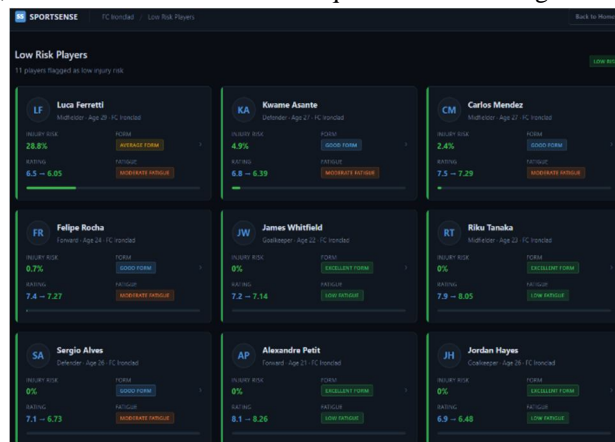 SS SPORTSENSE FC Ironclad / Low Risk Players Back to Home
Low Risk Players
11 players flagged as low injury risk
LOW RISK
LF Luca Ferretti
Midfielder · Age 29 · FC Ironclad
INJURY RISK FORM
28.8% AVERAGE FORM
RATING FATIGUE
6.5 → 6.05 MODERATE FATIGUE
KA Kwame Asante
Defender · Age 27 · FC Ironclad
INJURY RISK FORM
4.9% GOOD FORM
RATING FATIGUE
6.8 → 6.39 MODERATE FATIGUE
CM Carlos Mendez
Midfielder · Age 27 · FC Ironclad
INJURY RISK FORM
2.4% GOOD FORM
RATING FATIGUE
7.5 → 7.29 MODERATE FATIGUE
FR Felipe Rocha
Forward · Age 24 · FC Ironclad
INJURY RISK FORM
0.7% GOOD FORM
RATING FATIGUE
7.4 → 7.27 MODERATE FATIGUE
JW James Whitfield
Goalkeeper · Age 22 · FC Ironclad
INJURY RISK FORM
0% EXCELLENT FORM
RATING FATIGUE
7.2 → 7.14 LOW FATIGUE
RT Riku Tanaka
Midfielder · Age 23 · FC Ironclad
INJURY RISK FORM
0% EXCELLENT FORM
RATING FATIGUE
7.9 → 8.05 LOW FATIGUE
SA Sergio Alves
Defender · Age 26 · FC Ironclad
INJURY RISK FORM
0% GOOD FORM
RATING FATIGUE
7.1 → 6.73 MODERATE FATIGUE
AP Alexandre Petit
Forward · Age 21 · FC Ironclad
INJURY RISK FORM
0% EXCELLENT FORM
RATING FATIGUE
8.1 → 8.26 LOW FATIGUE
JH Jordan Hayes
Goalkeeper · Age 26 · FC Ironclad
INJURY RISK FORM
0% EXCELLENT FORM
RATING FATIGUE
6.9 → 6.48 LOW FATIGUE